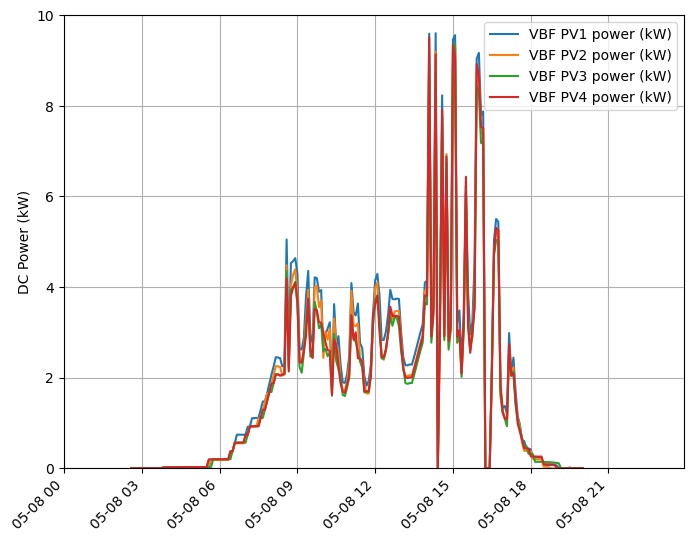 10
8
6
4
2
0
DC Power (kW)
VBF PV1 power (kW)
VBF PV2 power (kW)
VBF PV3 power (kW)
VBF PV4 power (kW)
05-08 00
05-08 03
05-08 06
05-08 09
05-08 12
05-08 15
05-08 18
05-08 21